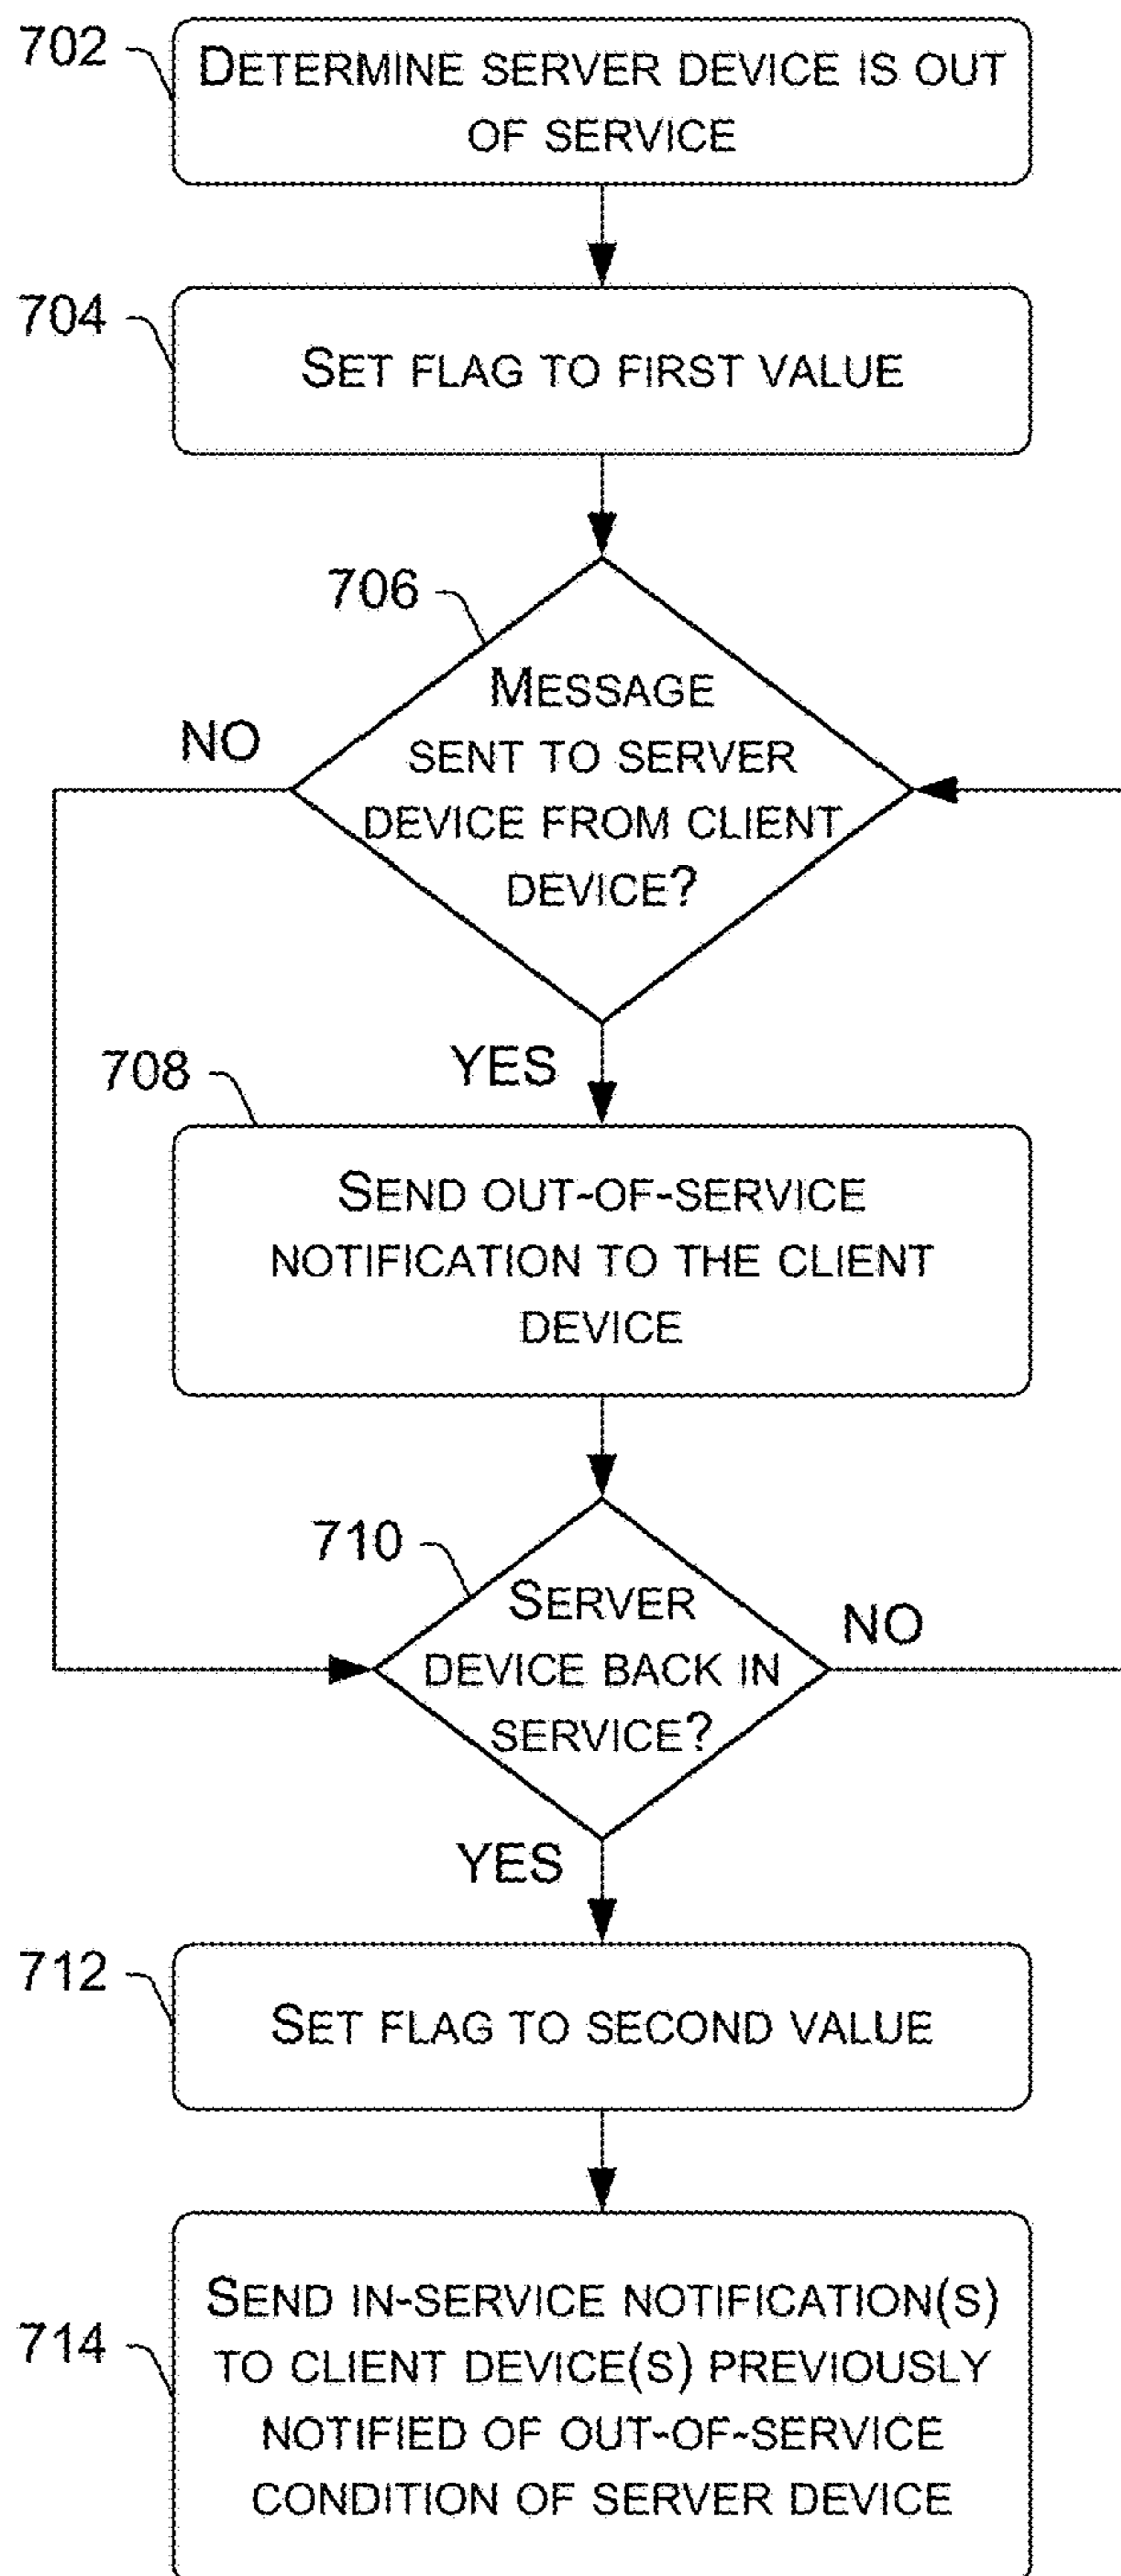 702
DETERMINE SERVER DEVICE IS OUT
OF SERVICE
704
SET FLAG TO FIRST VALUE
706
MESSAGE
SENT TO SERVER
DEVICE FROM CLIENT
DEVICE?
NO
YES
708
SEND OUT-OF-SERVICE
NOTIFICATION TO THE CLIENT
DEVICE
710
SERVER
DEVICE BACK IN
SERVICE?
NO
YES
712
SET FLAG TO SECOND VALUE
714
SEND IN-SERVICE NOTIFICATION(S)
TO CLIENT DEVICE(S) PREVIOUSLY
NOTIFIED OF OUT-OF-SERVICE
CONDITION OF SERVER DEVICE